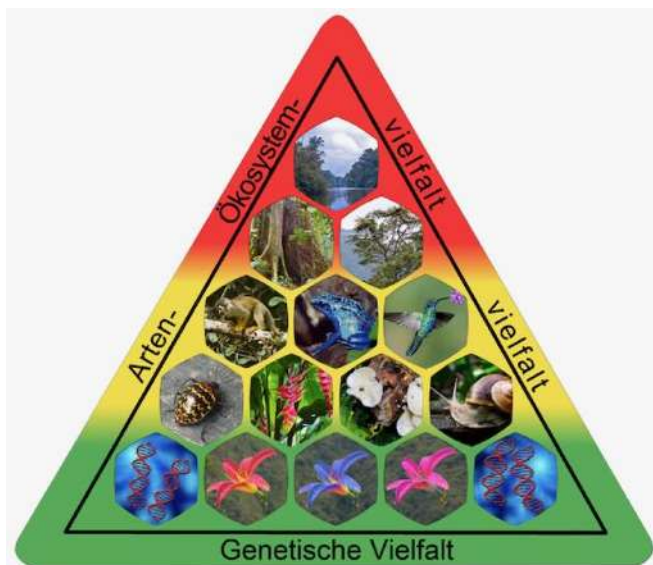 Ökosystem-
vielfalt
Arten-
vielfalt
Genetische Vielfalt